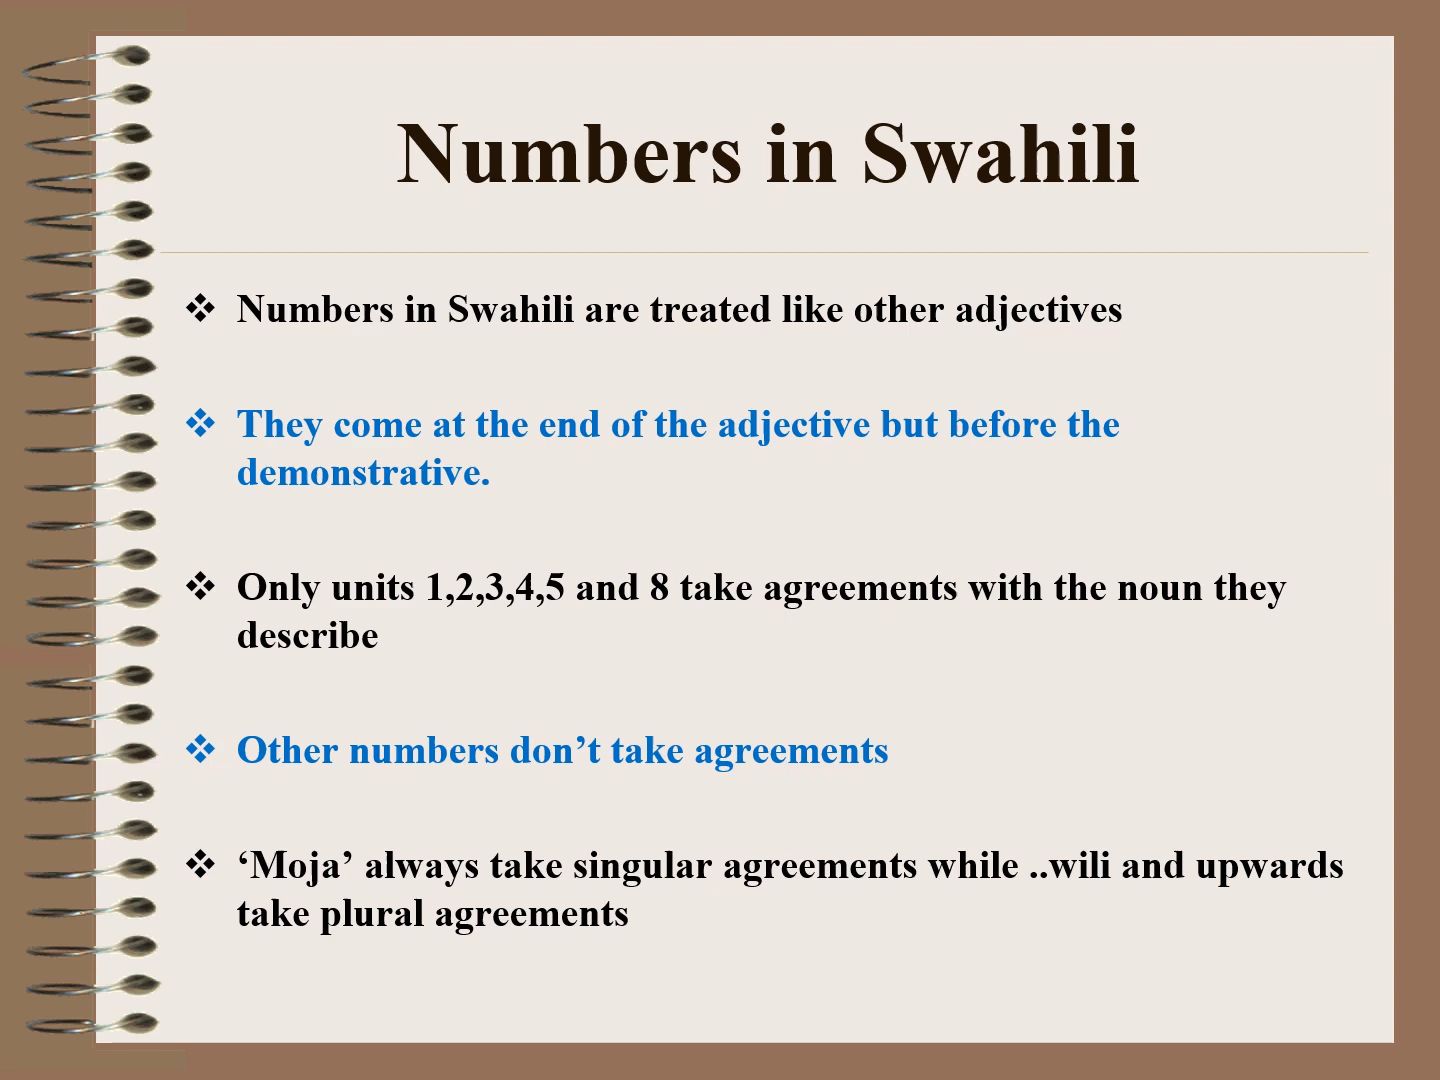 Numbers in Swahili
❖ Numbers in Swahili are treated like other adjectives
❖ They come at the end of the adjective but before the
demonstrative.
❖ Only units 1,2,3,4,5 and 8 take agreements with the noun they
describe
❖ Other numbers don’t take agreements
❖ ‘Moja’ always take singular agreements while ..wili and upwards
take plural agreements